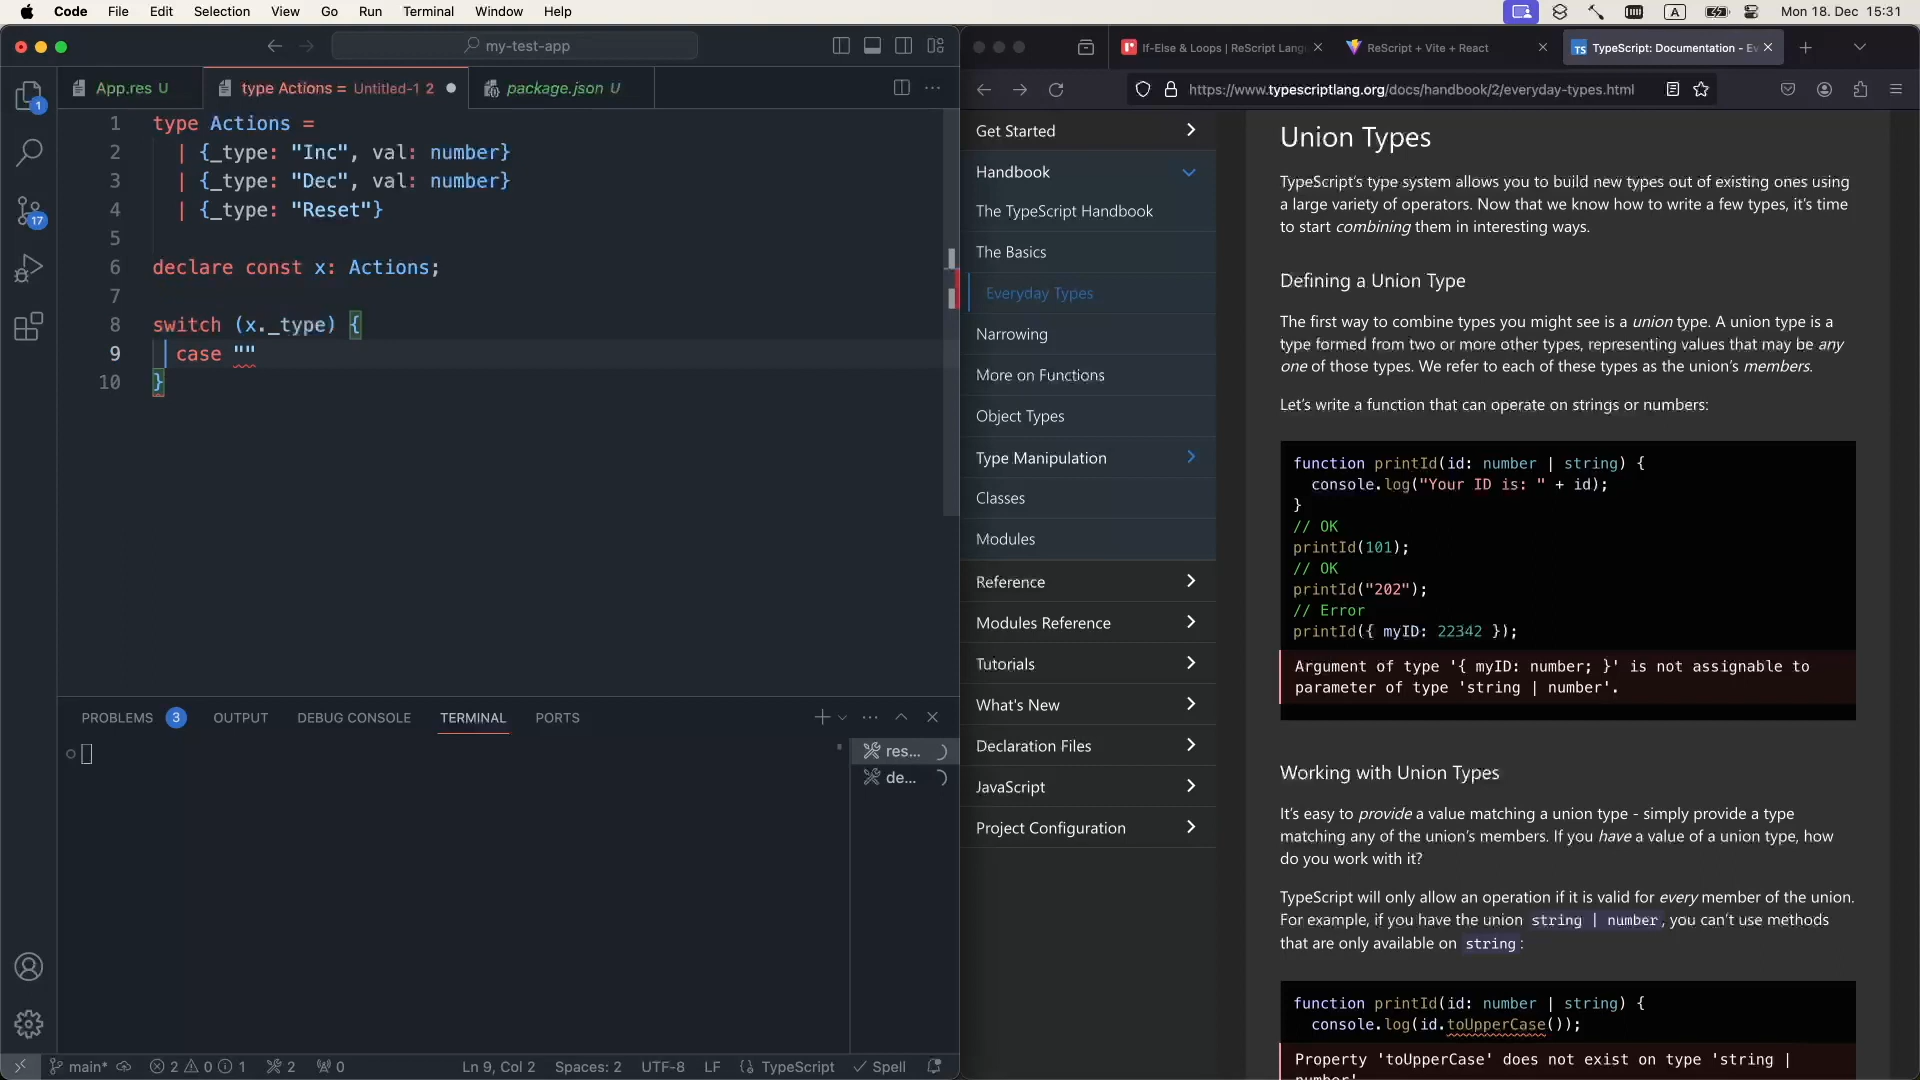 Code File Edit Selection View Go Run Terminal Window Help
A Mon 18. Dec 15:31
my-test-app
If-Else & Loops | ReScript Lang
ReScript + Vite + React
TS TypeScript: Documentation - Ev
App.res U
type Actions = Untitled-1 2
package.json U
https://www.typescriptlang.org/docs/handbook/2/everyday-types.html
1
17
1 type Actions =
2 | {_type: "Inc", val: number}
3 | {_type: "Dec", val: number}
4 | {_type: "Reset"}
5
6 declare const x: Actions;
7
8 switch (x._type) {
9 case ""
10 }
PROBLEMS 3 OUTPUT DEBUG CONSOLE TERMINAL PORTS
res...
de...
main* 2 0 1 2 0 Ln 9, Col 2 Spaces: 2 UTF-8 LF {} TypeScript Spell
Get Started
Handbook
The TypeScript Handbook
The Basics
Everyday Types
Narrowing
More on Functions
Object Types
Type Manipulation
Classes
Modules
Reference
Modules Reference
Tutorials
What's New
Declaration Files
JavaScript
Project Configuration
Union Types
TypeScript's type system allows you to build new types out of existing ones using
a large variety of operators. Now that we know how to write a few types, it's time
to start combining them in interesting ways.
Defining a Union Type
The first way to combine types you might see is a union type. A union type is a
type formed from two or more other types, representing values that may be any
one of those types. We refer to each of these types as the union's members.
Let's write a function that can operate on strings or numbers:
function printId(id: number | string) {
console.log("Your ID is: " + id);
}
// OK
printId(101);
// OK
printId("202");
// Error
printId({ myID: 22342 });
Argument of type '{ myID: number; }' is not assignable to
parameter of type 'string | number'.
Working with Union Types
It's easy to provide a value matching a union type - simply provide a type
matching any of the union's members. If you have a value of a union type, how
do you work with it?
TypeScript will only allow an operation if it is valid for every member of the union.
For example, if you have the union string | number, you can't use methods
that are only available on string:
function printId(id: number | string) {
console.log(id.toUpperCase());
Property 'toUpperCase' does not exist on type 'string |
number'